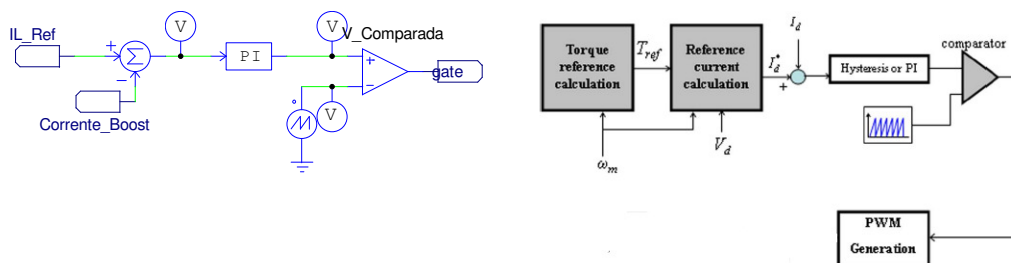 IL_Ref
+
Σ
−
V
PI
V
V_Comparada
+
−
gate
Corrente_Boost
V
Torque
reference
calculation
T_ref
Reference
current
calculation
I_d
I_d^*
+
Hysteresis or PI
comparator
ω_m
V_d
PWM
Generation